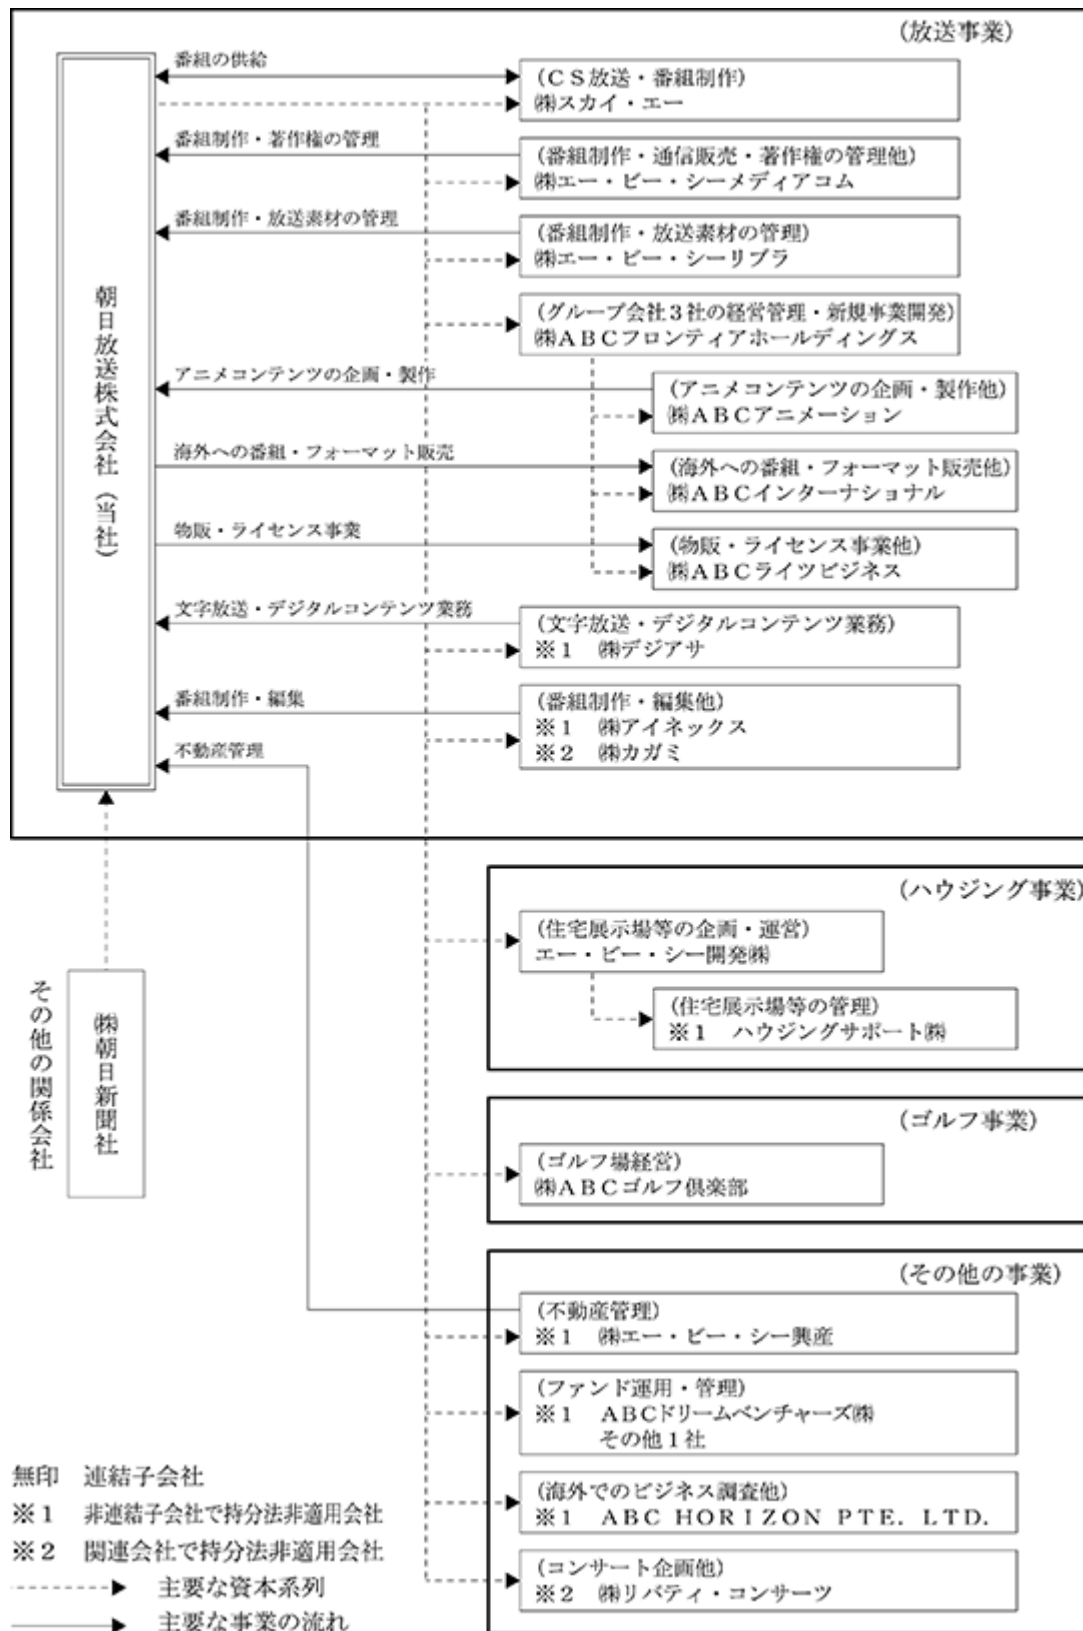 (放送事業)
番組の供給
(ＣＳ放送・番組制作)
㈱スカイ・エー
番組制作・著作権の管理
(番組制作・通信販売・著作権の管理他)
㈱エー・ビー・シーメディアコム
番組制作・放送素材の管理
(番組制作・放送素材の管理)
㈱エー・ビー・シーリブラ
(グループ会社３社の経営管理・新規事業開発)
㈱ＡＢＣフロンティアホールディングス
アニメコンテンツの企画・製作
(アニメコンテンツの企画・製作他)
㈱ＡＢＣアニメーション
海外への番組・フォーマット販売
(海外への番組・フォーマット販売他)
㈱ＡＢＣインターナショナル
物販・ライセンス事業
(物販・ライセンス事業他)
㈱ＡＢＣライツビジネス
文字放送・デジタルコンテンツ業務
(文字放送・デジタルコンテンツ業務)
※１　㈱デジアサ
番組制作・編集
(番組制作・編集他)
※１　㈱アイネックス
※２　㈱カガミ
不動産管理
朝日放送株式会社（当社）
(ハウジング事業)
(住宅展示場等の企画・運営)
エー・ビー・シー開発㈱
(住宅展示場等の管理)
※１　ハウジングサポート㈱
その他の関係会社
㈱朝日新聞社
(ゴルフ事業)
(ゴルフ場経営)
㈱ＡＢＣゴルフ倶楽部
(その他の事業)
(不動産管理)
※１　㈱エー・ビー・シー興産
(ファンド運用・管理)
※１　ＡＢＣドリームベンチャーズ㈱
その他１社
(海外でのビジネス調査他)
※１　ＡＢＣ ＨＯＲＩＺＯＮ ＰＴＥ. ＬＴＤ.
(コンサート企画他)
※２　㈱リバティ・コンサーツ
無印　連結子会社
※１　非連結子会社で持分法非適用会社
※２　関連会社で持分法非適用会社
主要な資本系列
主要な事業の流れ